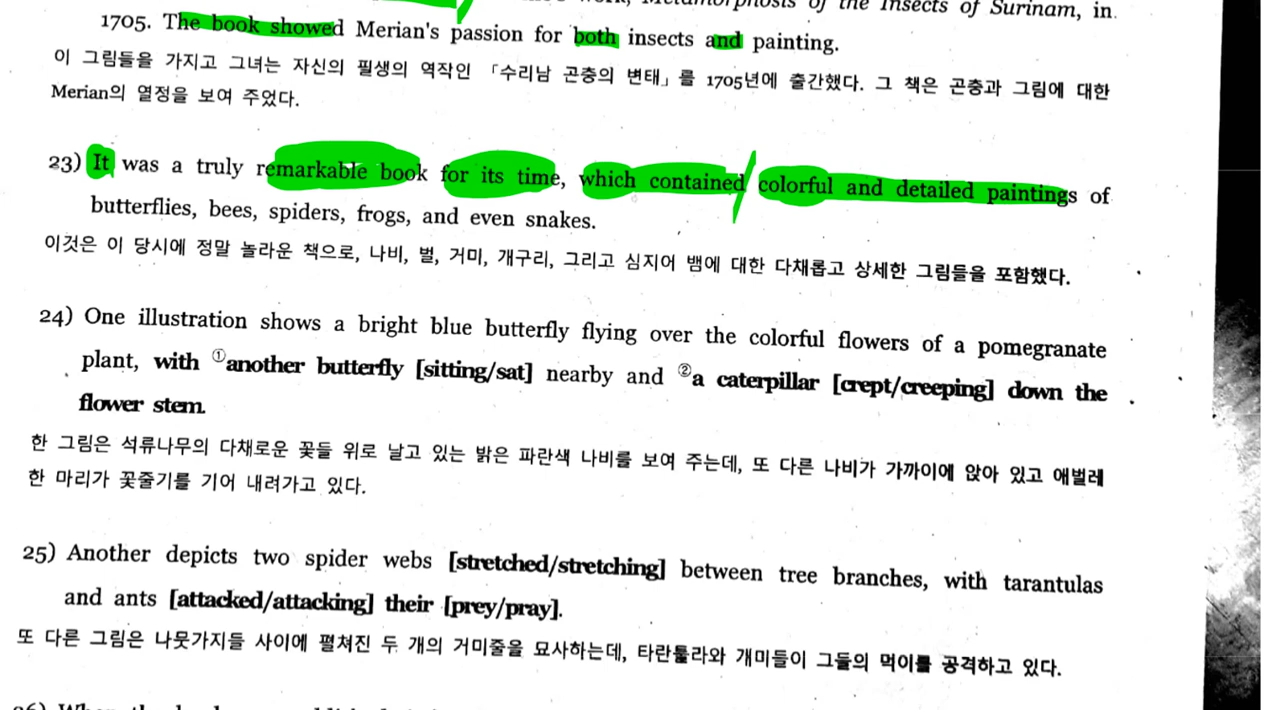 Metamorphosis of the Insects of Surinam, in
1705. The book showed Merian's passion for both insects and painting.
이 그림들을 가지고 그녀는 자신의 필생의 역작인 「수리남 곤충의 변태」를 1705년에 출간했다. 그 책은 곤충과 그림에 대한
Merian의 열정을 보여 주었다.
23) It was a truly remarkable book for its time, which contained colorful and detailed paintings of
butterflies, bees, spiders, frogs, and even snakes.
이것은 이 당시에 정말 놀라운 책으로, 나비, 벌, 거미, 개구리, 그리고 심지어 뱀에 대한 다채롭고 상세한 그림들을 포함했다.
24) One illustration shows a bright blue butterfly flying over the colorful flowers of a pomegranate
plant, with ①another butterfly [sitting/sat] nearby and ②a caterpillar [crept/creeping] down the
flower stem.
한 그림은 석류나무의 다채로운 꽃들 위로 날고 있는 밝은 파란색 나비를 보여 주는데, 또 다른 나비가 가까이에 앉아 있고 애벌레
한 마리가 꽃줄기를 기어 내려가고 있다.
25) Another depicts two spider webs [stretched/stretching] between tree branches, with tarantulas
and ants [attacked/attacking] their [prey/pray].
또 다른 그림은 나뭇가지들 사이에 펼쳐진 두 개의 거미줄을 묘사하는데, 타란툴라와 개미들이 그들의 먹이를 공격하고 있다.